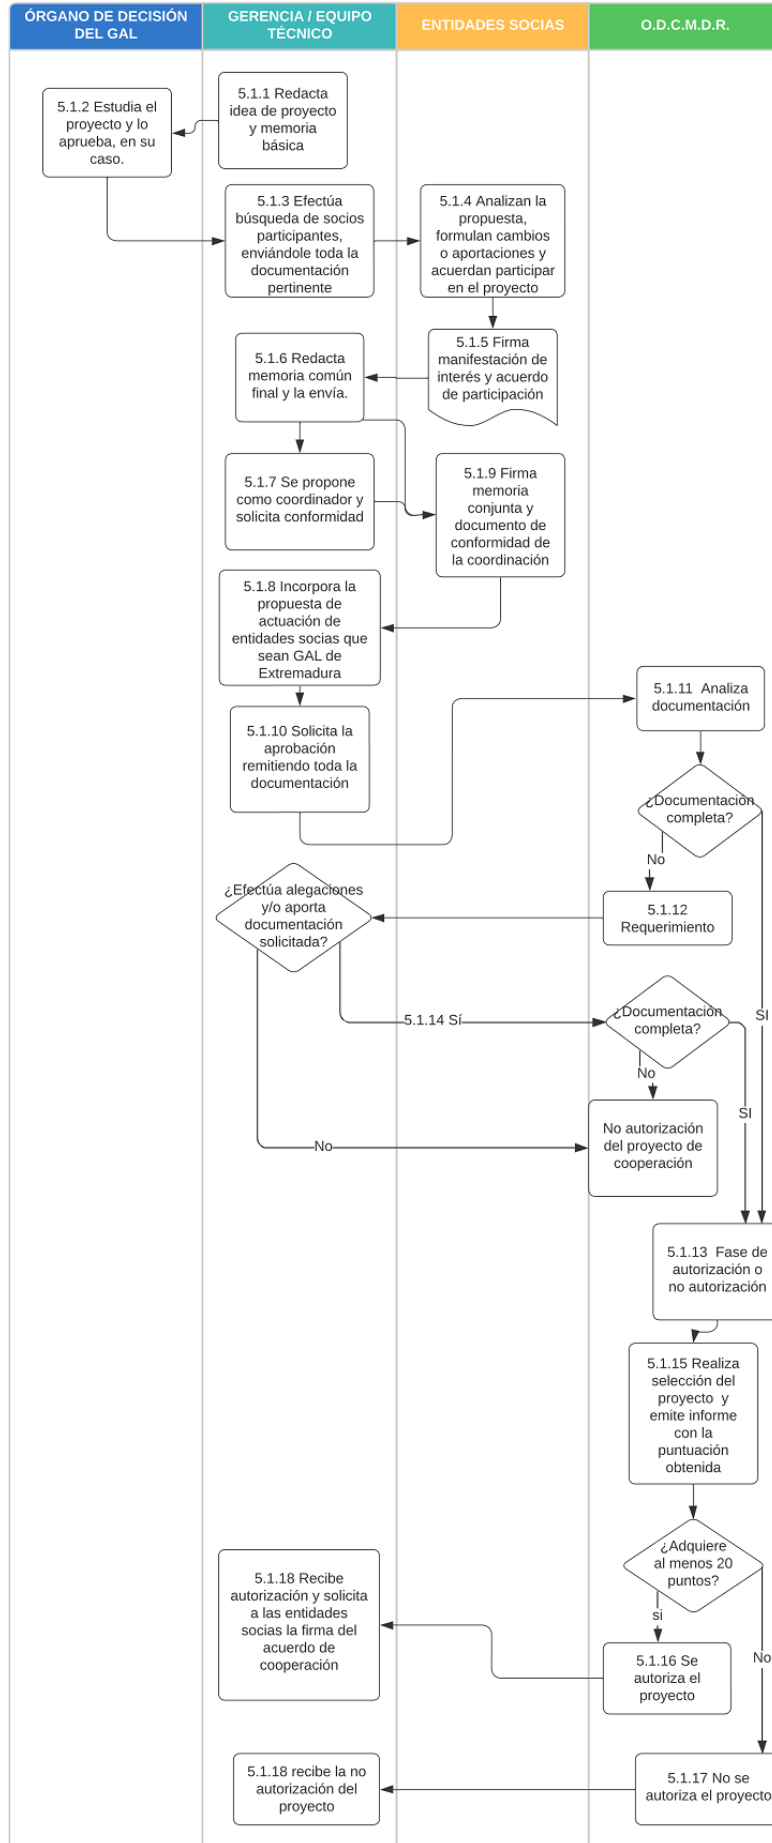 ÓRGANO DE DECISIÓN
DEL GAL
GERENCIA / EQUIPO
TÉCNICO
ENTIDADES SOCIAS
O.D.C.M.D.R.
5.1.1 Redacta
idea de proyecto
y memoria
básica
5.1.2 Estudia el
proyecto y lo
aprueba, en su
caso.
5.1.3 Efectúa
búsqueda de socios
participantes,
enviándole toda la
documentación
pertinente
5.1.4 Analizan la
propuesta,
formulan cambios
o aportaciones y
acuerdan participar
en el proyecto
5.1.5 Firma
manifestación de
interés y acuerdo
de participación
5.1.6 Redacta
memoria común
final y la envía.
5.1.7 Se propone
como coordinador y
solicita conformidad
5.1.9 Firma
memoria
conjunta y
documento de
conformidad de
la coordinación
5.1.8 Incorpora la
propuesta de
actuación de
entidades socias que
sean GAL de
Extremadura
5.1.10 Solicita la
aprobación
remitiendo toda la
documentación
5.1.11 Analiza
documentación
¿Documentación
completa?
No
SI
5.1.12
Requerimiento
¿Efectúa alegaciones
y/o aporta
documentación
solicitada?
5.1.14 Sí
¿Documentación
completa?
No
SI
No
No autorización
del proyecto de
cooperación
5.1.13 Fase de
autorización o
no autorización
5.1.15 Realiza
selección del
proyecto y
emite informe
con la
puntuación
obtenida
¿Adquiere
al menos 20
puntos?
si
No
5.1.16 Se
autoriza el
proyecto
5.1.18 Recibe
autorización y solicita
a las entidades
socias la firma del
acuerdo de
cooperación
5.1.17 No se
autoriza el proyecto
5.1.18 recibe la no
autorización del
proyecto